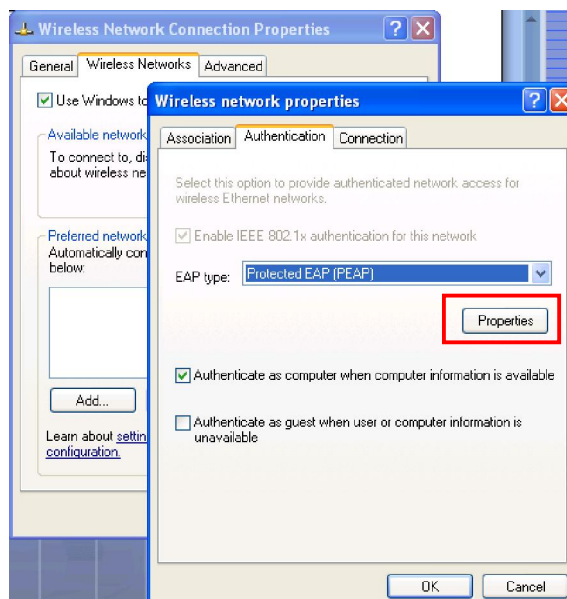 Wireless Network Connection Properties
General Wireless Networks Advanced
Use Windows to
Available network
To connect to, di
about wireless ne
Preferred network
Automatically con
below:
Add...
Learn about settin
configuration.
Wireless network properties
Association Authentication Connection
Select this option to provide authenticated network access for
wireless Ethernet networks.
Enable IEEE 802.1x authentication for this network
EAP type: Protected EAP (PEAP)
Properties
Authenticate as computer when computer information is available
Authenticate as guest when user or computer information is
unavailable
OK Cancel